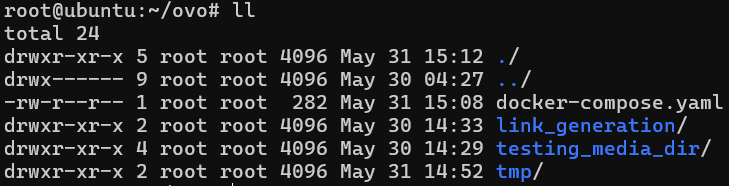 root@ubuntu:~/ovo# ll
total 24
drwxr-xr-x 5 root root 4096 May 31 15:12 ./
drwx------ 9 root root 4096 May 30 04:27 ../
-rw-r--r-- 1 root root  282 May 31 15:08 docker-compose.yaml
drwxr-xr-x 2 root root 4096 May 30 14:33 link_generation/
drwxr-xr-x 4 root root 4096 May 30 14:29 testing_media_dir/
drwxr-xr-x 2 root root 4096 May 31 14:52 tmp/